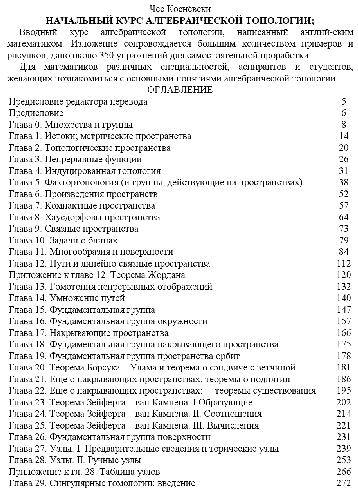 Чес Коснёвски
НАЧАЛЬНЫЙ КУРС АЛГЕБРАИЧЕСКОЙ ТОПОЛОГИИ;
Вводный курс алгебраической топологии, написанный англий-ским
математиком. Изложение сопровождается большим количеством примеров и
рисунков, дано около 350 упражнений для самостоятельной проработки.
Для математиков различных специальностей, аспирантов и студентов,
желающих познакомиться с основными понятиями алгебраической топологии.
ОГЛАВЛЕНИЕ
Предисловие редактора перевода 5
Предисловие 6
Глава 0. Множества и группы 8
Глава 1. Истоки, метрические пространства 14
Глава 2. Топологические пространства 20
Глава 3. Непрерывные функции 26
Глава 4. Индуцированная топология 31
Глава 5. Фактортопология (и группы, действующие на пространствах) 38
Глава 6. Произведения пространств 52
Глава 7. Компактные пространства 57
Глава 8. Хаусдорфовы пространства 64
Глава 9. Связные пространства 73
Глава 10. Задача о блинах 79
Глава 11. Многообразия и поверхности 84
Глава 12. Пути и линейно связные пространства 112
Приложение к главе 12. Теорема Жордана 120
Глава 13. Гомотопия непрерывных отображений 132
Глава 14. Умножение путей 140
Глава 15. Фундаментальная группа 147
Глава 16. Фундаментальная группа окружности 157
Глава 17. Накрывающие пространства 166
Глава 18. Фундаментальная группа накрывающего пространства 175
Глава 19. Фундаментальная группа пространства орбит 178
Глава 20. Теорема Борсука – Улама и теорема о сэндвиче с ветчиной 181
Глава 21. Еще о накрывающих пространствах: теоремы о поднятии 186
Глава 22. Еще о накрывающих пространствах: теоремы существования 195
Глава 23. Теорема Зейферта – ван Кампена. I Образующие 202
Глава 24. Теорема Зейферта – ван Кампена. II. Соотношения 214
Глава 25. Теорема Зейферта – ван Кампена. III. Вычисления 221
Глава 26. Фундаментальная группа поверхности 231
Глава 27. Узлы. I. Предварительные сведения и торические узлы 239
Глава 28. Узлы. II. Ручные узлы 253
Приложение к гл. 28. Таблица узлов 266
Глава 29. Сингулярные гомологии: введение 272